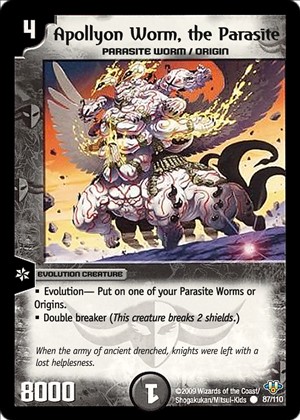 4 Apollyon Worm, the Parasite
PARASITE WORM / ORIGIN
EVOLUTION CREATURE
▪ Evolution— Put on one of your Parasite Worms or
Origins.
▪ Double breaker (This creature breaks 2 shields.)
When the army of ancient drenched, knights were left with a
lost helplesness.
8000
1
©2009 Wizards of the Coast/
Shogakukan/Mitsui-Kids
87/110